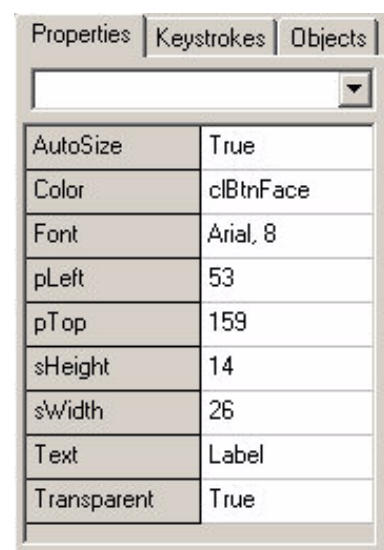 Properties Keystrokes Objects
AutoSize True
Color clBtnFace
Font Arial, 8
pLeft 53
pTop 159
sHeight 14
sWidth 26
Text Label
Transparent True